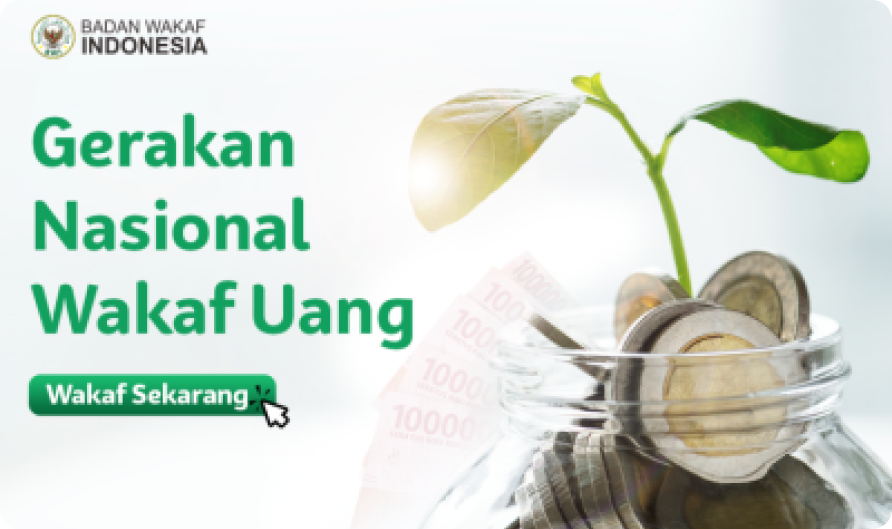 BADAN WAKAF
INDONESIA
Gerakan
Nasional
Wakaf Uang
Wakaf Sekarang